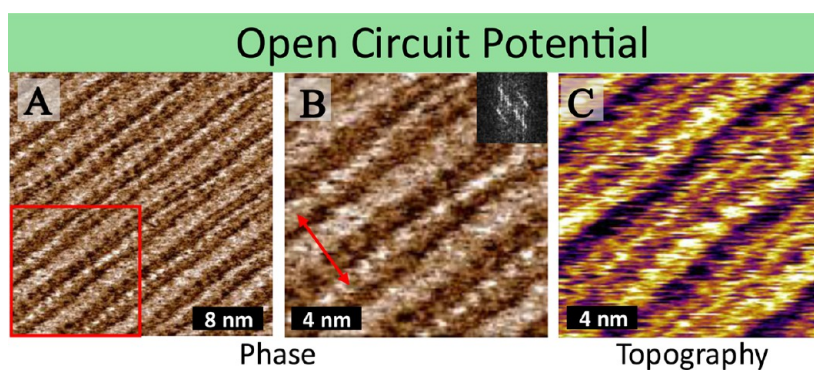 Open Circuit Potential
A
B
C
8 nm
4 nm
4 nm
Phase
Topography